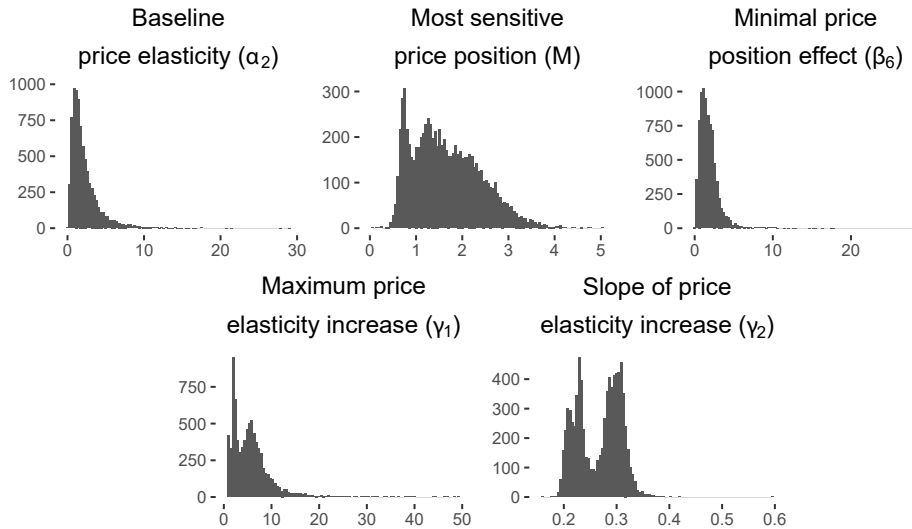 Baseline
price elasticity (α₂)
Most sensitive
price position (M)
Minimal price
position effect (β₆)
1000
750
500
250
0
0 10 20 30
300
200
100
0
0 1 2 3 4 5
1000
750
500
250
0
0 10 20
Maximum price
elasticity increase (γ₁)
Slope of price
elasticity increase (γ₂)
750
500
250
0
0 10 20 30 40 50
400
300
200
100
0
0.2 0.3 0.4 0.5 0.6